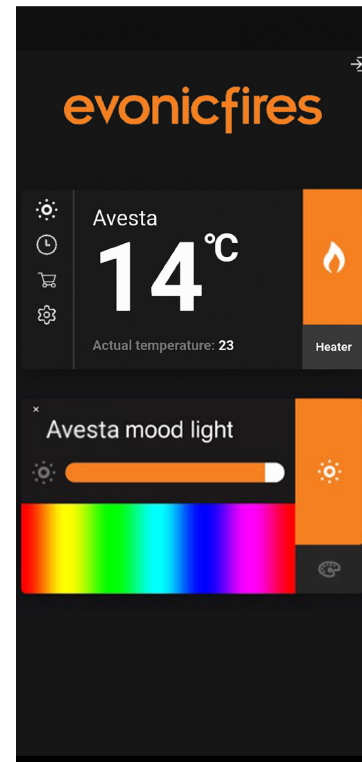 evonicfires
Avesta
14°C
Actual temperature: 23
Heater
Avesta mood light